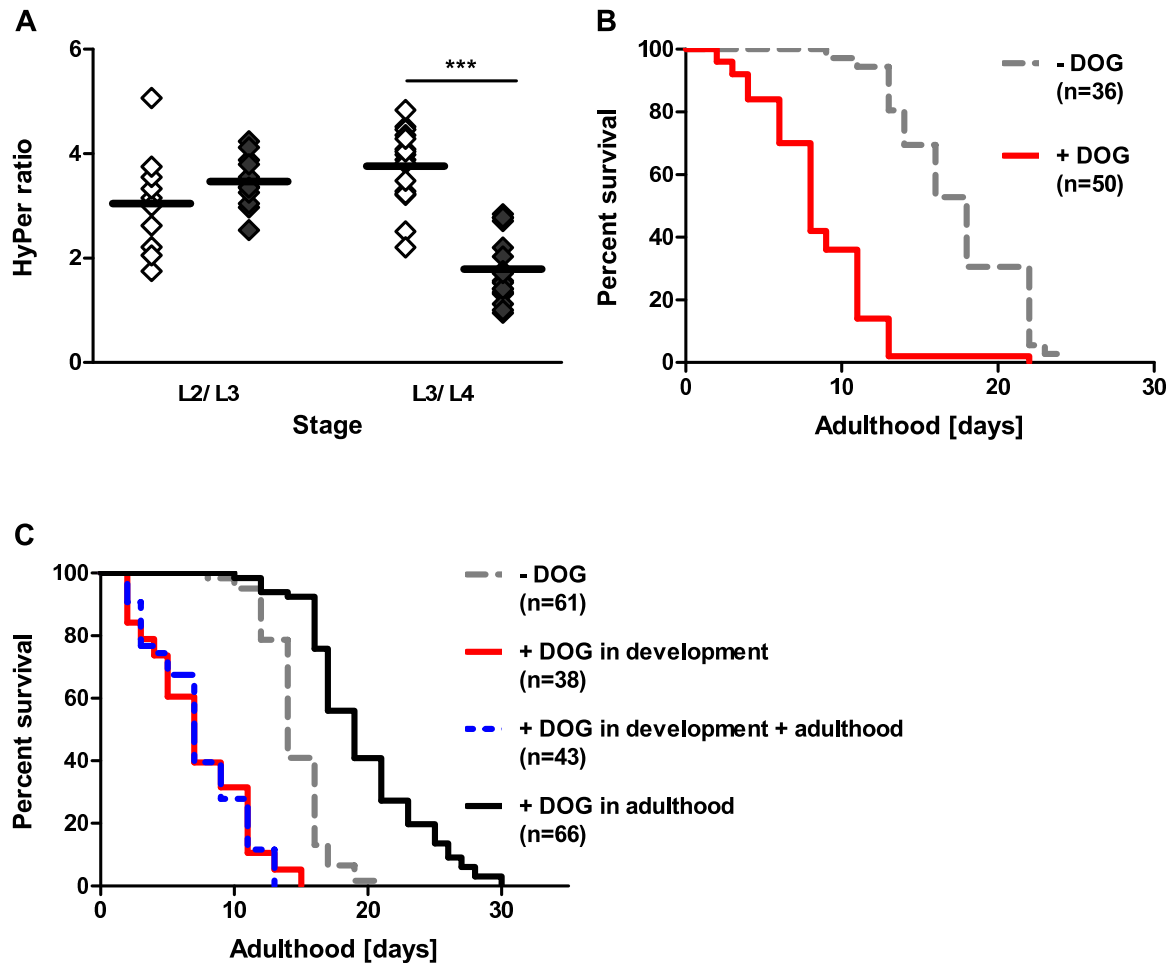 A
***
6
4
2
0
HyPer ratio
L2/ L3
L3/ L4
Stage
B
100
80
60
40
20
0
Percent survival
0
10
20
30
Adulthood [days]
- DOG
(n=36)
+ DOG
(n=50)
C
100
80
60
40
20
0
Percent survival
0
10
20
30
Adulthood [days]
- DOG
(n=61)
+ DOG in development
(n=38)
+ DOG in development + adulthood
(n=43)
+ DOG in adulthood
(n=66)